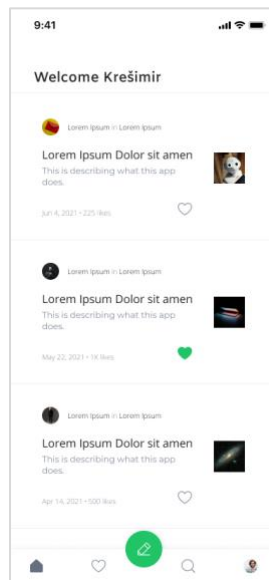 9:41
Welcome Krešimir
Lorem Ipsum in Lorem Ipsum
Lorem Ipsum Dolor sit amen
This is describing what this app
does.
Jun 4, 2021 • 225 likes
Lorem Ipsum in Lorem Ipsum
Lorem Ipsum Dolor sit amen
This is describing what this app
does.
May 22, 2021 • 1K likes
Lorem Ipsum in Lorem Ipsum
Lorem Ipsum Dolor sit amen
This is describing what this app
does.
Apr 14, 2021 • 500 likes